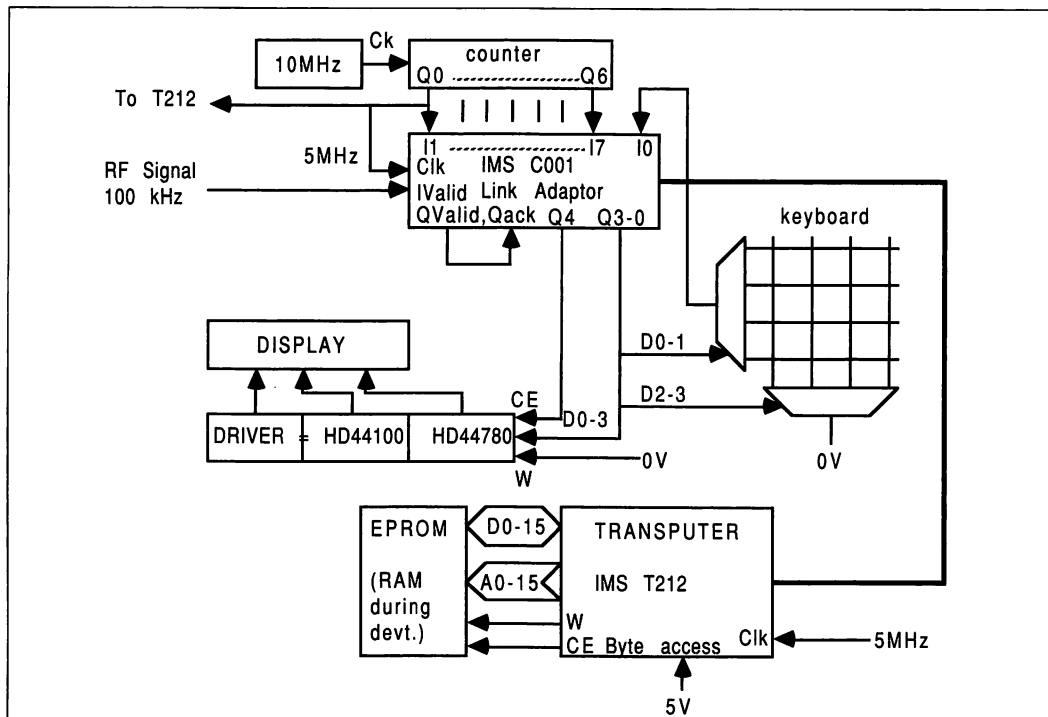 Ck
10MHz
counter
Q0 Q6
To T212
I1 I7 I0
5MHz
Clk IMS C001
RF Signal
100 kHz
IValid Link Adaptor
QValid,Qack Q4 Q3-0
keyboard
DISPLAY
D0-1
D2-3
CE
D0-3
DRIVER = HD44100 HD44780
0V
W
0V
EPROM
D0-15
TRANSPUTER
(RAM
during
devt.)
A0-15
IMS T212
W
CE Byte access
Clk
5MHz
5V